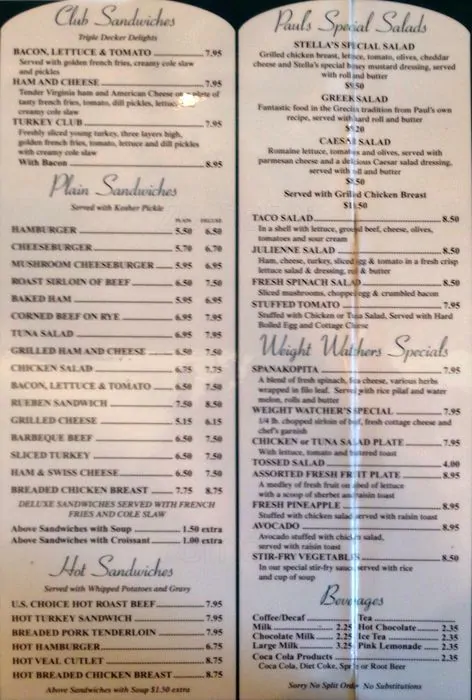 Club Sandwiches
Triple Decker Delights
BACON, LETTUCE & TOMATO 7.95
Served with golden french fries, creamy cole slaw
and pickles
HAM AND CHEESE 7.95
Tender Virginia ham and American Cheese on plate of
tasty french fries, tomato, dill pickles, lettuce
creamy cole slaw
TURKEY CLUB 7.95
Freshly sliced young turkey, three layers high,
golden french fries, tomato, lettuce and dill pickles
with creamy cole slaw
With Bacon 8.95
Plain Sandwiches
Served with Kosher Pickle
PLAIN DELUXE
HAMBURGER 5.50 6.50
CHEESEBURGER 5.70 6.70
MUSHROOM CHEESEBURGER 5.95 6.95
ROAST SIRLOIN OF BEEF 6.50 7.50
BAKED HAM 5.95 6.95
CORNED BEEF ON RYE 6.95 7.95
TUNA SALAD 6.95 7.95
GRILLED HAM AND CHEESE 6.50 7.50
CHICKEN SALAD 6.75 7.75
BACON, LETTUCE & TOMATO 6.50 7.50
RUEBEN SANDWICH 7.50 8.50
GRILLED CHEESE 5.15 6.15
BARBEQUE BEEF 6.50 7.50
SLICED TURKEY 6.50 7.50
HAM & SWISS CHEESE 6.50 7.50
BREADED CHICKEN BREAST 7.75 8.75
DELUXE SANDWICHES SERVED WITH FRENCH
FRIES AND COLE SLAW
Above Sandwiches with Soup 1.50 extra
Above Sandwiches with Croissant 1.00 extra
Hot Sandwiches
Served with Whipped Potatoes and Gravy
U.S. CHOICE HOT ROAST BEEF 7.95
HOT TURKEY SANDWICH 7.95
BREADED PORK TENDERLOIN 7.95
HOT HAMBURGER 6.75
HOT VEAL CUTLET 8.75
HOT BREADED CHICKEN BREAST 8.75
Above Sandwiches with Soup $1.50 extra
Paul's Special Salads
STELLA'S SPECIAL SALAD
Grilled chicken breast, lettuce, tomato, olives, cheddar
cheese and Stella's special honey mustard dressing, served
with roll and butter
$9.50
GREEK SALAD
Fantastic food in the Grecian tradition from Paul's own
recipe, served with hard roll and butter
$9.20
CAESAR SALAD
Romaine lettuce, tomatoes and olives, served with
parmesan cheese and a delicious Caesar salad dressing,
served with roll and butter
Served with Grilled Chicken Breast
TACO SALAD 8.50
In a shell with lettuce, ground beef, cheese, olives,
tomatoes and sour cream
JULIENNE SALAD 8.50
Ham, cheese, turkey, sliced egg & tomato in a fresh crisp
lettuce salad & dressing, roll & butter
FRESH SPINACH SALAD 8.50
Sliced mushrooms, chopped egg & crumbled bacon
STUFFED TOMATO 7.95
Stuffed with Chicken or Tuna Salad, Served with Hard
Boiled Egg and Cottage Cheese
Weight Watchers Specials
SPANAKOPITA 7.95
A blend of fresh spinach, feta cheese, various herbs
wrapped in filo leaf. Served with rice pilaf and water
melon, rolls and butter
WEIGHT WATCHER'S SPECIAL 7.95
1/4 lb. chopped sirloin of beef, fresh cottage cheese and
chef's garnish
CHICKEN or TUNA SALAD PLATE 7.95
With lettuce, tomato and buttered toast
TOSSED SALAD 4.00
ASSORTED FRESH FRUIT PLATE 8.95
A medley of fresh fruit on a bed of lettuce
with a scoop of sherbet and raisin toast
FRESH PINEAPPLE 8.95
Stuffed with chicken salad, served with raisin toast
AVOCADO 8.95
Avocado stuffed with chicken salad,
served with raisin toast
STIR-FRY VEGETABLES 8.50
In our special stir-fry sauce served with rice
and cup of soup
Beverages
Coffee/Decaf Tea
Milk 2.25 Hot Chocolate 2.35
Chocolate Milk 2.25 Ice Tea 2.35
Large Milk 3.25 Pink Lemonade 2.35
Coca Cola Products 2.35
Coca Cola, Diet Coke, Sprite or Root Beer
Sorry No Split Order No Substitutions